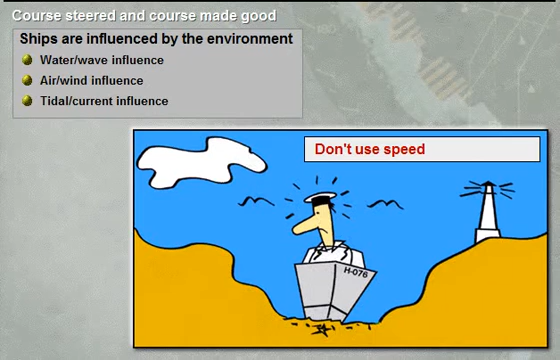 Course steered and course made good
Ships are influenced by the environment
Water/wave influence
Air/wind influence
Tidal/current influence
Don't use speed
H-076